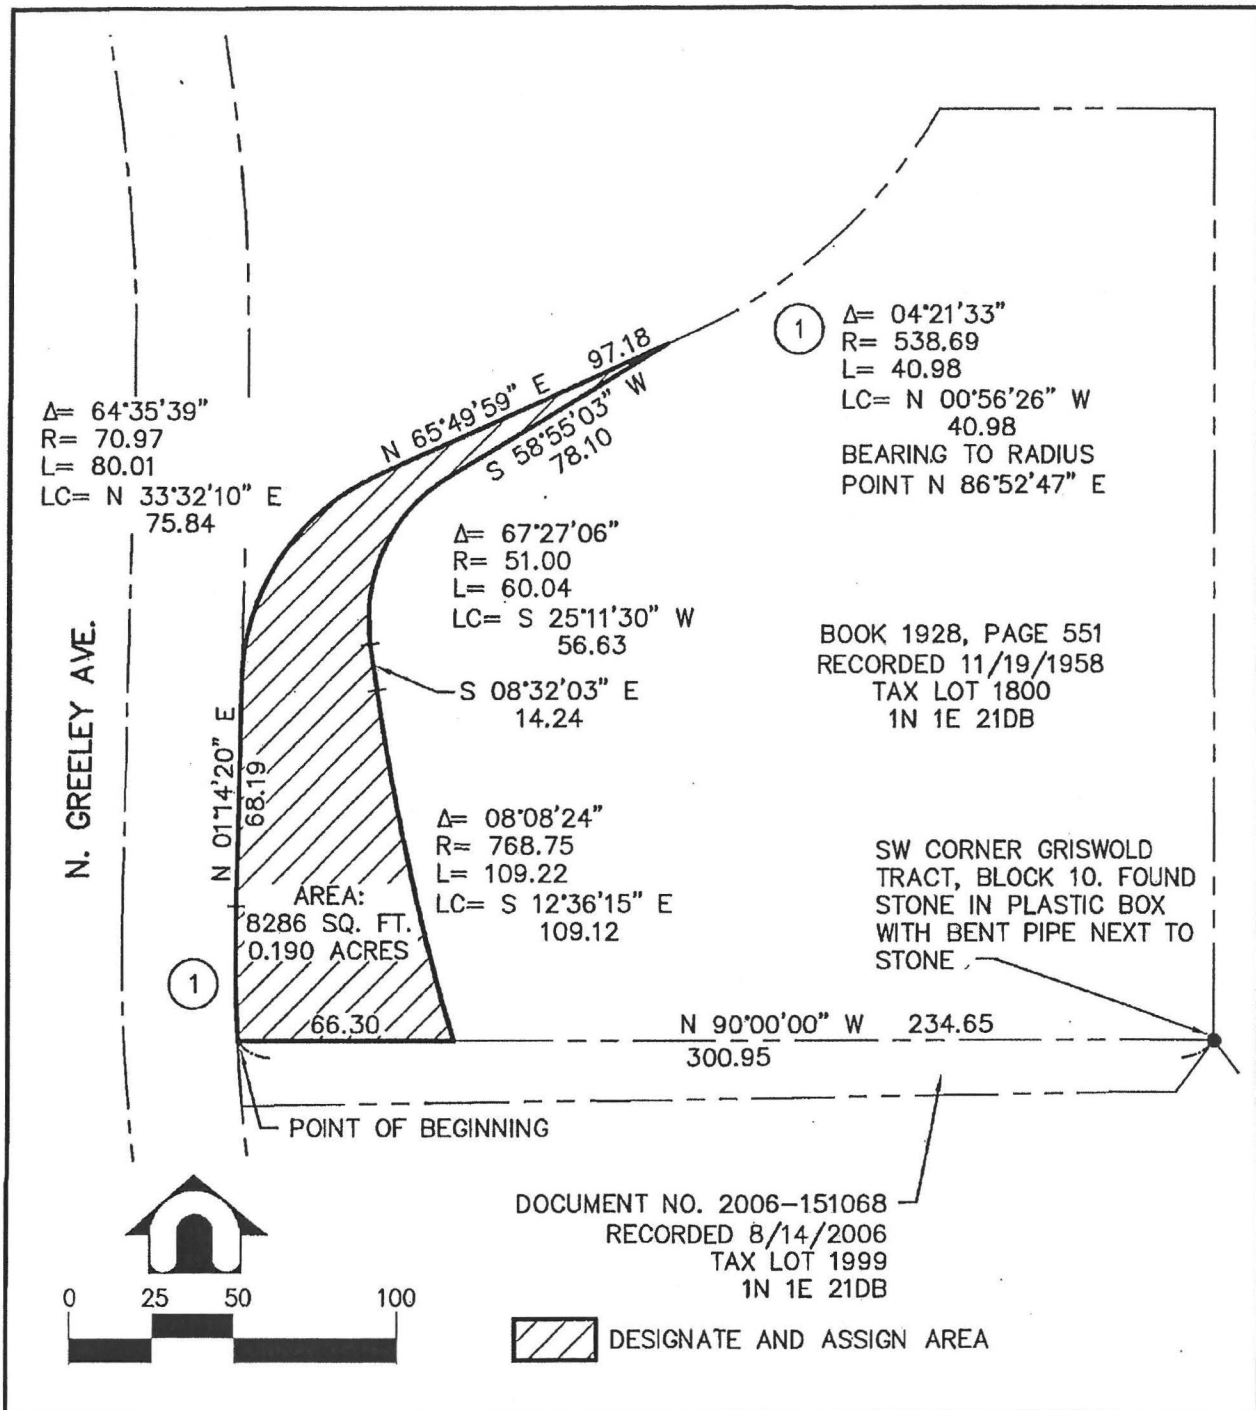 Δ= 04°21'33"
R= 538.69
L= 40.98
LC= N 00°56'26" W
40.98
BEARING TO RADIUS
POINT N 86°52'47" E
1
97.18
N 65°49'59" E
S 58°55'03" W
78.10
Δ= 64°35'39"
R= 70.97
L= 80.01
LC= N 33°32'10" E
75.84
Δ= 67°27'06"
R= 51.00
L= 60.04
LC= S 25°11'30" W
56.63
S 08°32'03" E
14.24
BOOK 1928, PAGE 551
RECORDED 11/19/1958
TAX LOT 1800
1N 1E 21DB
N. GREELEY AVE.
N 01°14'20" E
68.19
Δ= 08°08'24"
R= 768.75
L= 109.22
LC= S 12°36'15" E
109.12
SW CORNER GRISWOLD
TRACT, BLOCK 10. FOUND
STONE IN PLASTIC BOX
WITH BENT PIPE NEXT TO
STONE
AREA:
8286 SQ. FT.
0.190 ACRES
1
66.30
N 90°00'00" W 234.65
300.95
POINT OF BEGINNING
DOCUMENT NO. 2006-151068
RECORDED 8/14/2006
TAX LOT 1999
1N 1E 21DB
0 25 50 100
DESIGNATE AND ASSIGN AREA